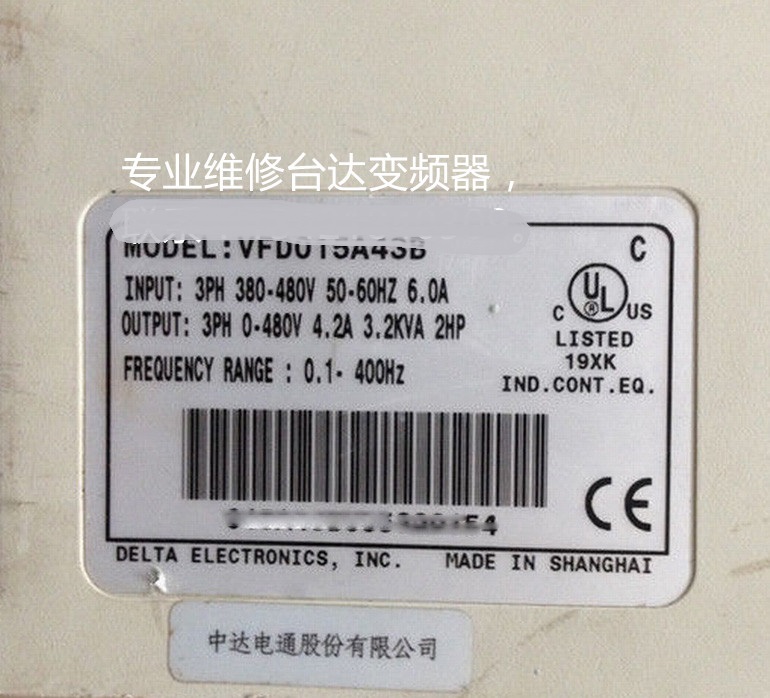 专业维修台达变频器，
MODEL:VFD015A43B
C
INPUT: 3PH 380-480V 50-60HZ 6.0A
OUTPUT: 3PH 0-480V 4.2A 3.2KVA 2HP
FREQUENCY RANGE : 0.1- 400Hz
C UL US
®
LISTED
19XK
IND.CONT.EQ.
CE
DELTA ELECTRONICS, INC. MADE IN SHANGHAI
中达电通股份有限公司